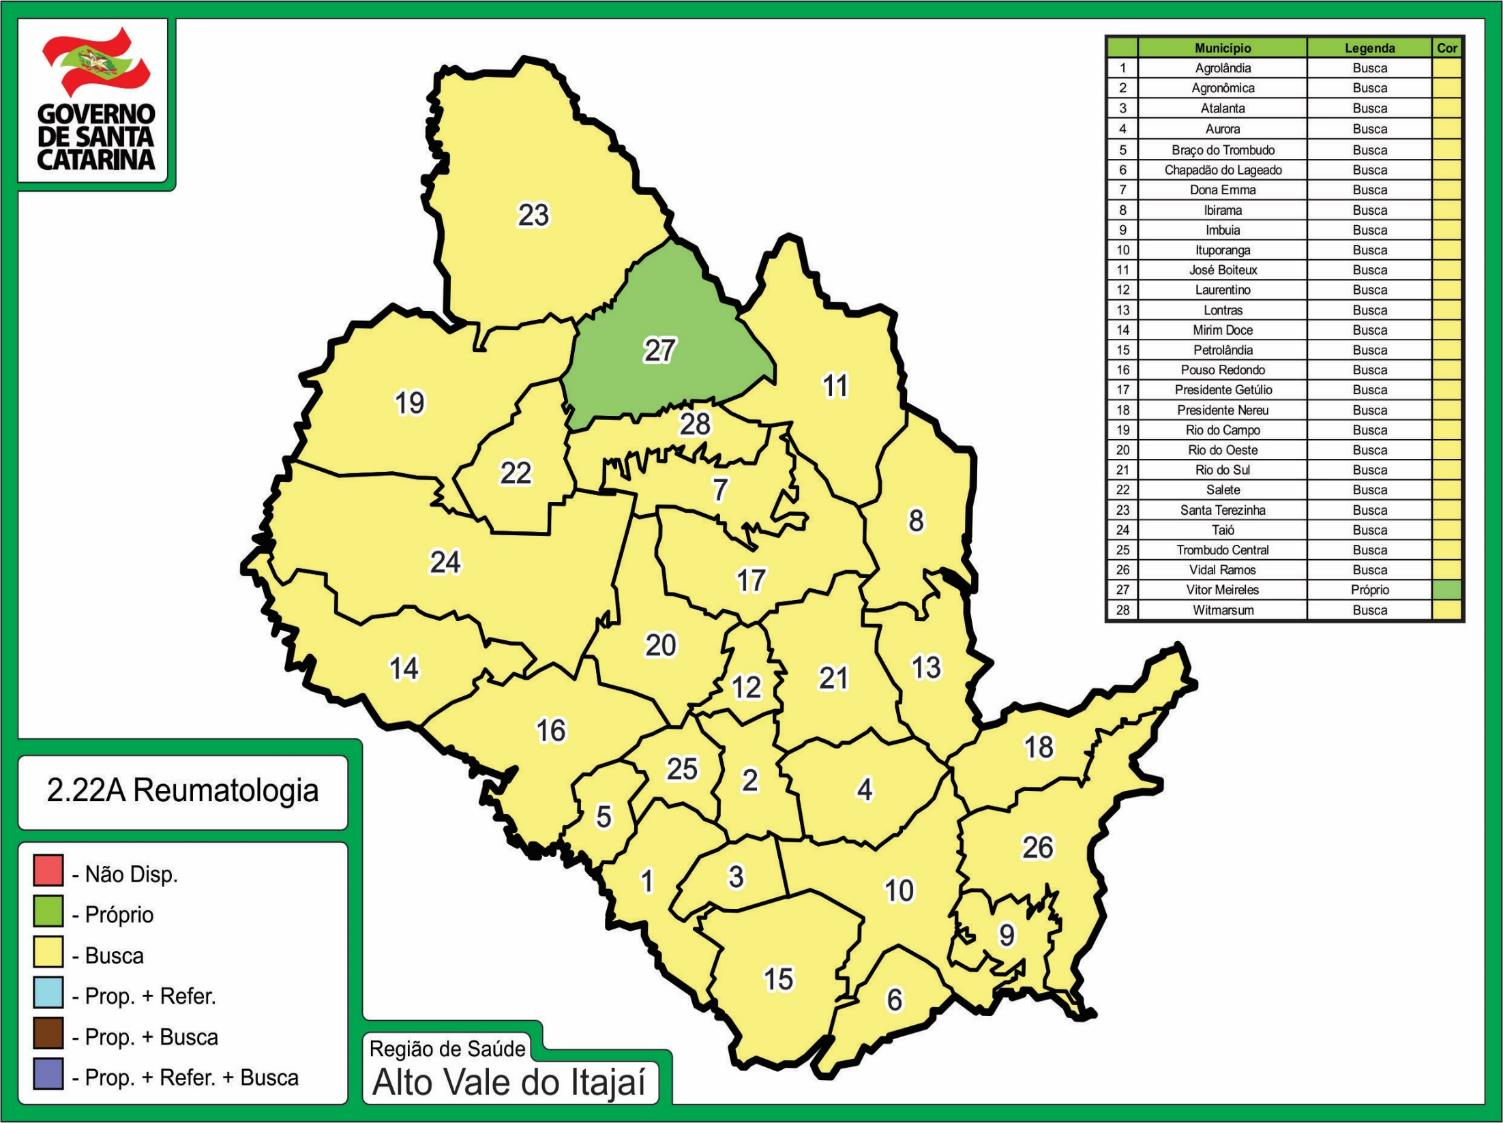 GOVERNO
DE SANTA
CATARINA
Município Legenda Cor
1 Agrolândia Busca
2 Agronômica Busca
3 Atalanta Busca
4 Aurora Busca
5 Braço do Trombudo Busca
6 Chapadão do Lageado Busca
7 Dona Emma Busca
8 Ibirama Busca
9 Imbuia Busca
10 Ituporanga Busca
11 José Boiteux Busca
12 Laurentino Busca
13 Lontras Busca
14 Mirim Doce Busca
15 Petrolândia Busca
16 Pouso Redondo Busca
17 Presidente Getúlio Busca
18 Presidente Nereu Busca
19 Rio do Campo Busca
20 Rio do Oeste Busca
21 Rio do Sul Busca
22 Salete Busca
23 Santa Terezinha Busca
24 Taió Busca
25 Trombudo Central Busca
26 Vidal Ramos Busca
27 Vitor Meireles Próprio
28 Witmarsum Busca
23
27
11
19
28
22
7
8
24
17
20
14
13
12
21
16
18
25
2
4
5
26
1
3
10
9
15
6
2.22A Reumatologia
- Não Disp.
- Próprio
- Busca
- Prop. + Refer.
- Prop. + Busca
- Prop. + Refer. + Busca
Região de Saúde
Alto Vale do Itajaí